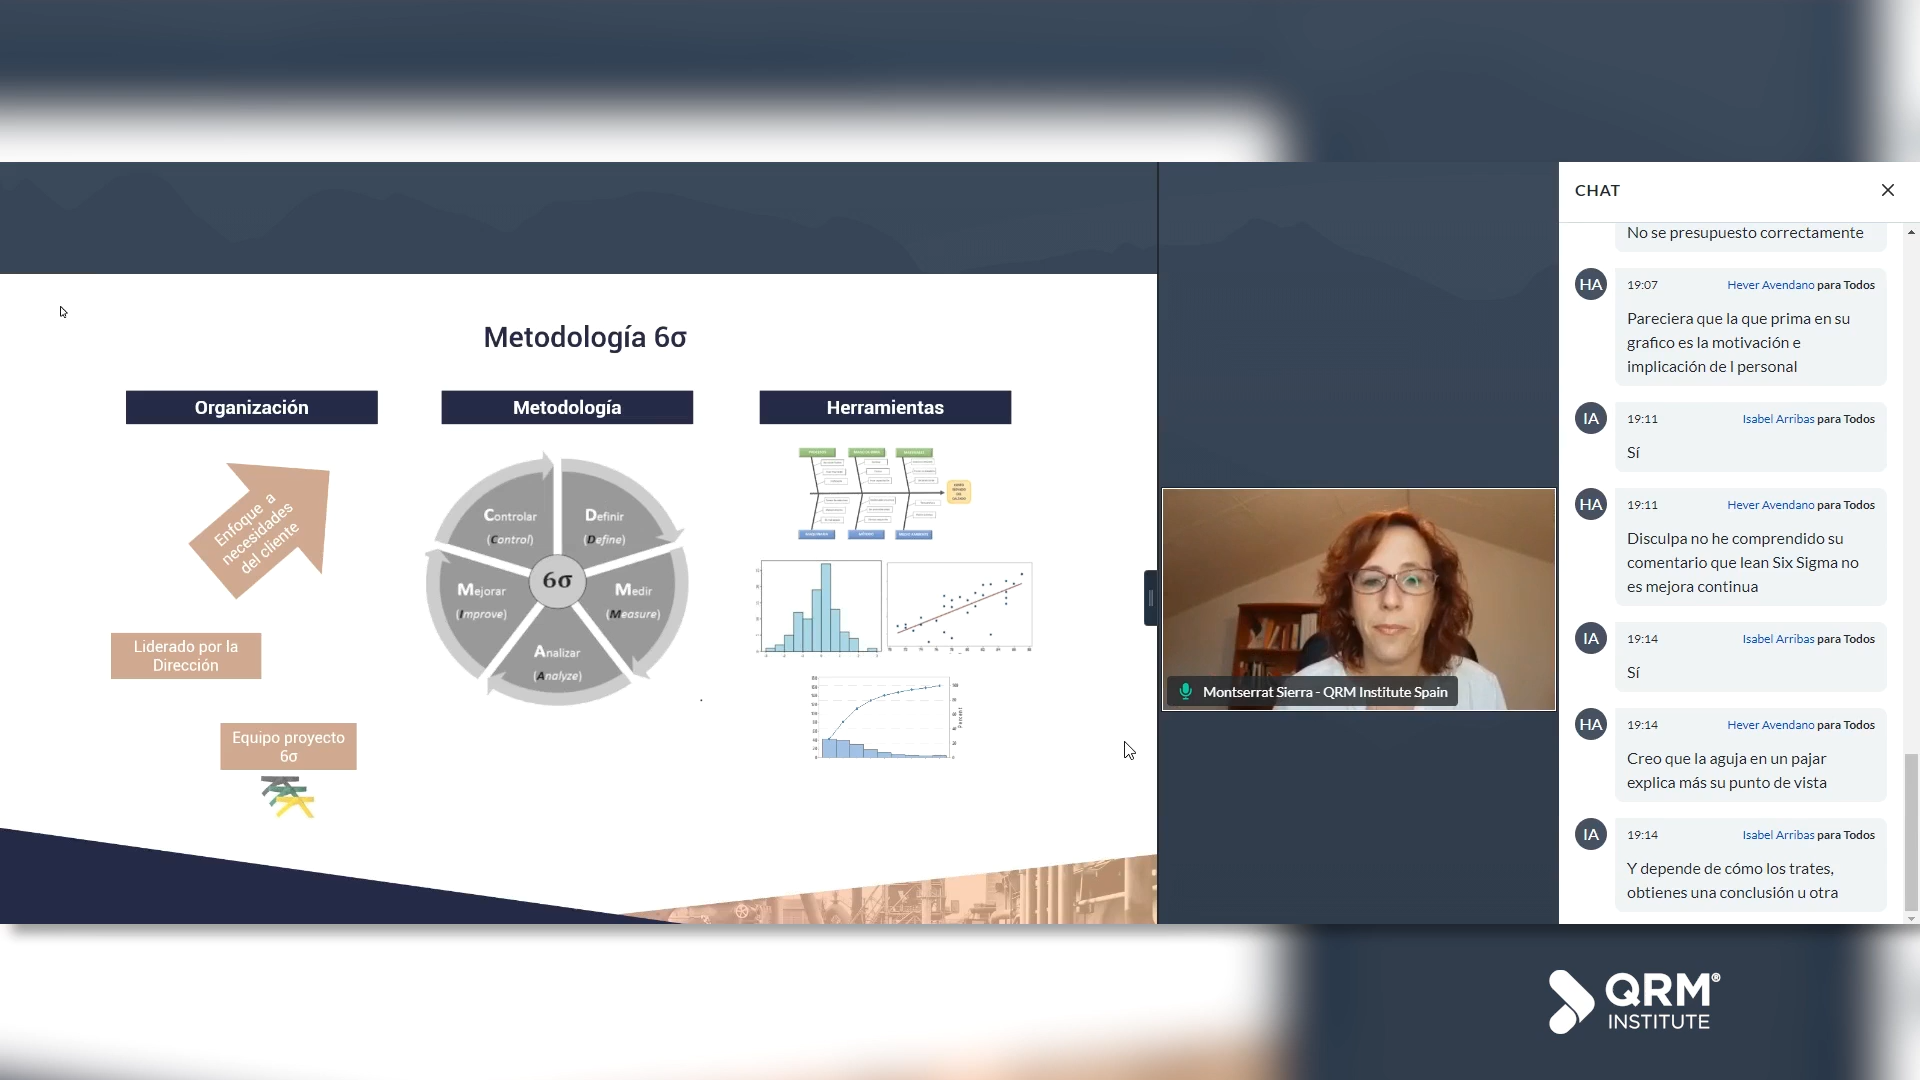 Metodología 6σ
Organización
Enfoque a
necesidades
del cliente
Liderado por la
Dirección
Equipo proyecto
6σ
Metodología
Controlar
(Control)
Definir
(Define)
Mejorar
(Improve)
6σ
Medir
(Measure)
Analizar
(Analyze)
Herramientas
Percent
Montserrat Sierra - QRM Institute Spain
CHAT
No se presupuesto correctamente
HA
19:07 Hever Avendano para Todos
Pareciera que la que prima en su
grafico es la motivación e
implicación de l personal
IA
19:11 Isabel Arribas para Todos
Sí
HA
19:11 Hever Avendano para Todos
Disculpa no he comprendido su
comentario que lean Six Sigma no
es mejora continua
IA
19:14 Isabel Arribas para Todos
Sí
HA
19:14 Hever Avendano para Todos
Creo que la aguja en un pajar
explica más su punto de vista
IA
19:14 Isabel Arribas para Todos
Y depende de cómo los trates,
obtienes una conclusión u otra
QRM®
INSTITUTE